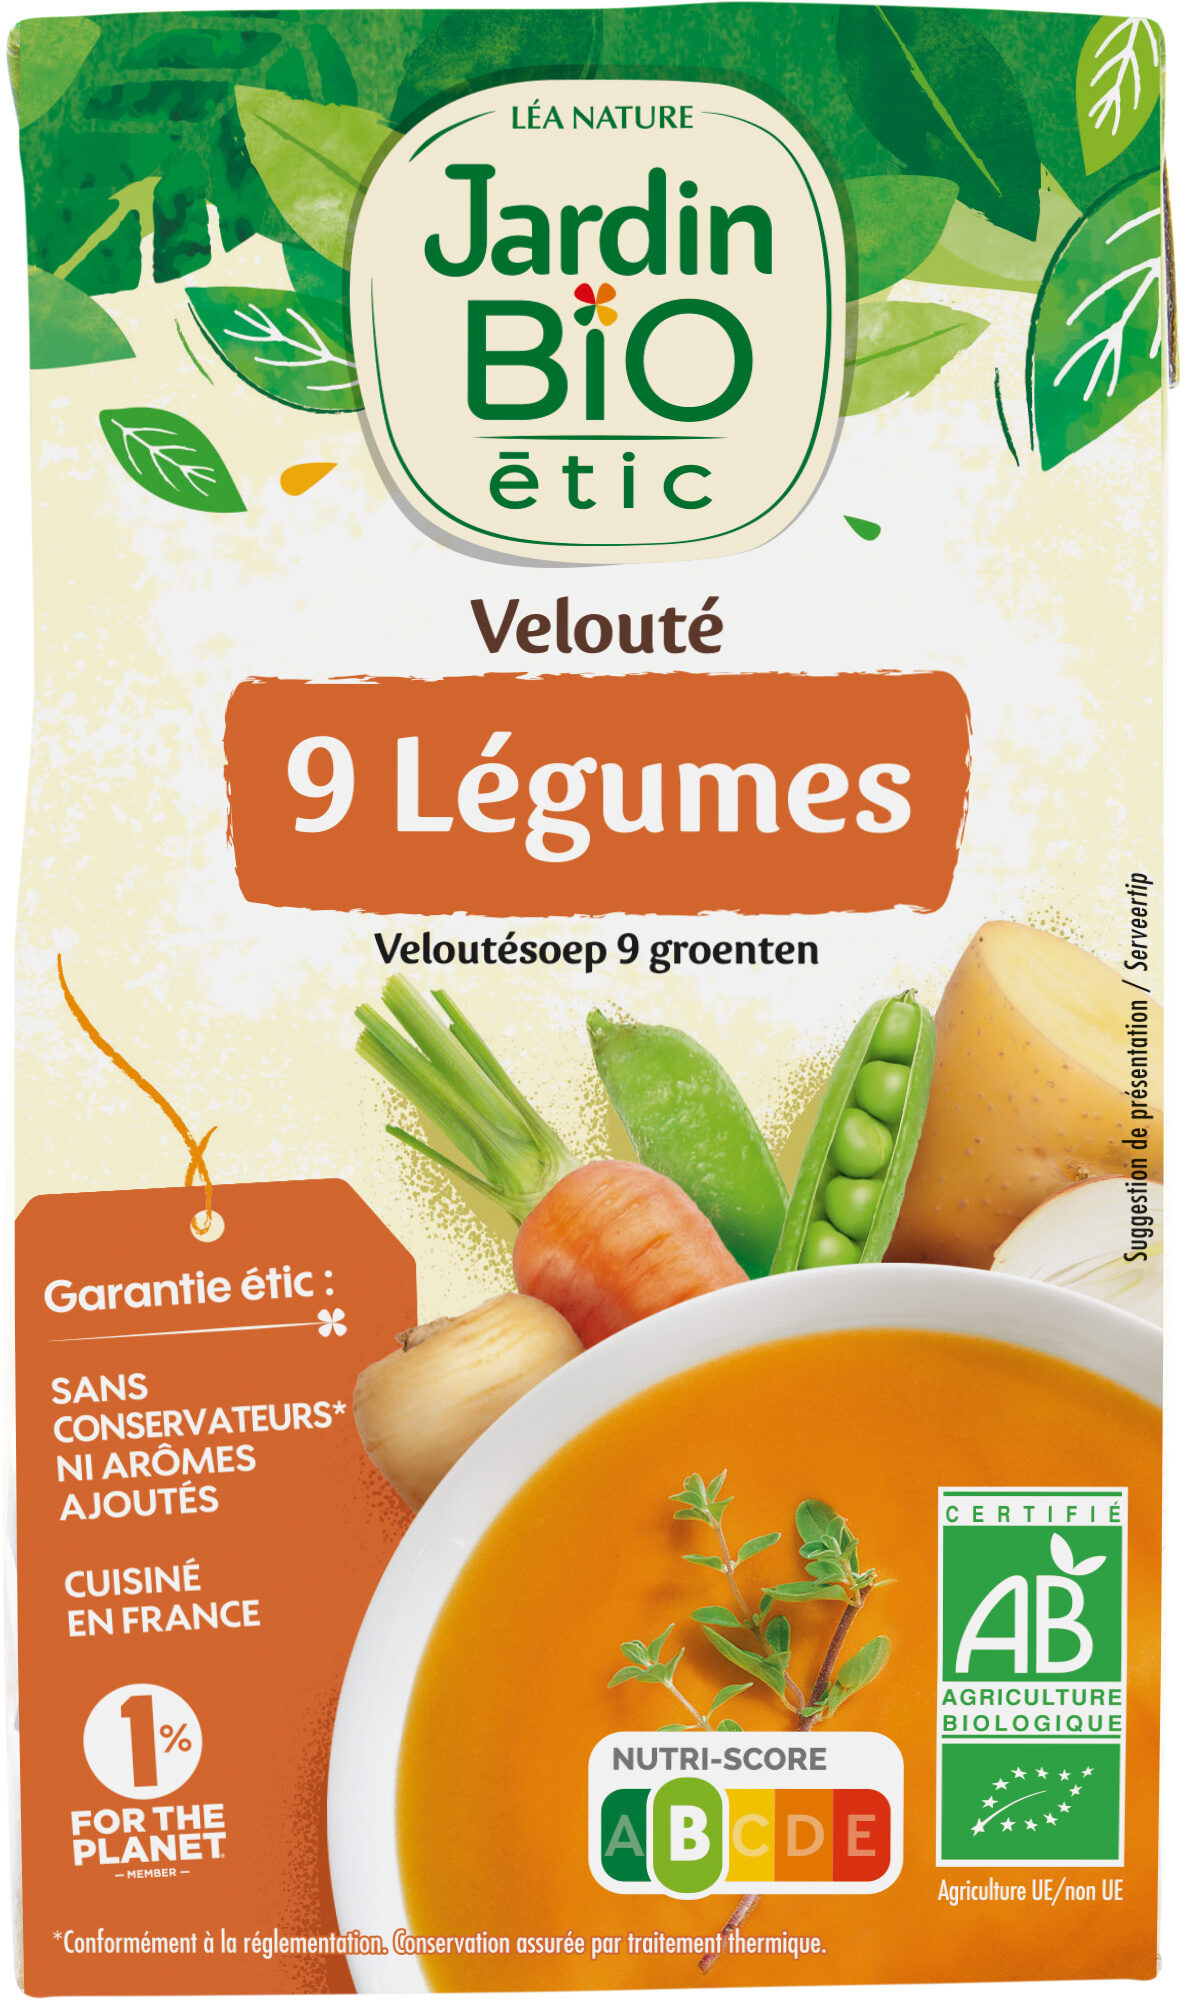 LÉA NATURE
Jardin
BiO
ētic
Velouté
9 Légumes
Veloutésoep 9 groenten
Suggestion de présentation / Serveertip
Garantie étic :
SANS
CONSERVATEURS*
NI ARÔMES
AJOUTÉS
CUISINÉ
EN FRANCE
1%
FOR THE
PLANET
MEMBER
CERTIFIÉ
AB
AGRICULTURE
BIOLOGIQUE
NUTRI-SCORE
A B C D E
Agriculture UE/non UE
*Conformément à la réglementation. Conservation assurée par traitement thermique.